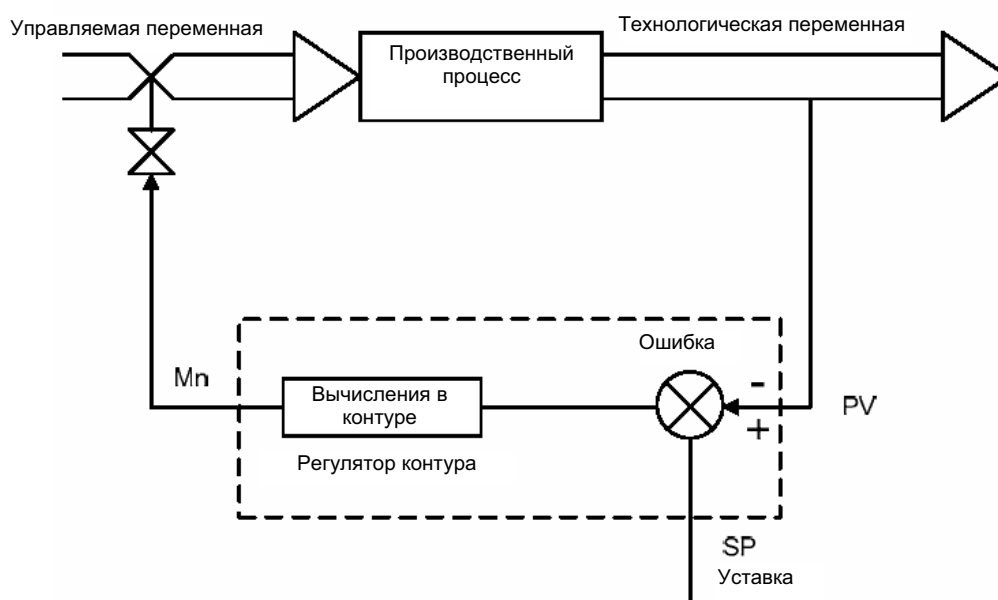 Управляемая переменная
Технологическая переменная
Производственный
процесс
Ошибка
Mn
Вычисления в
контуре
-
+
PV
Регулятор контура
SP
Уставка